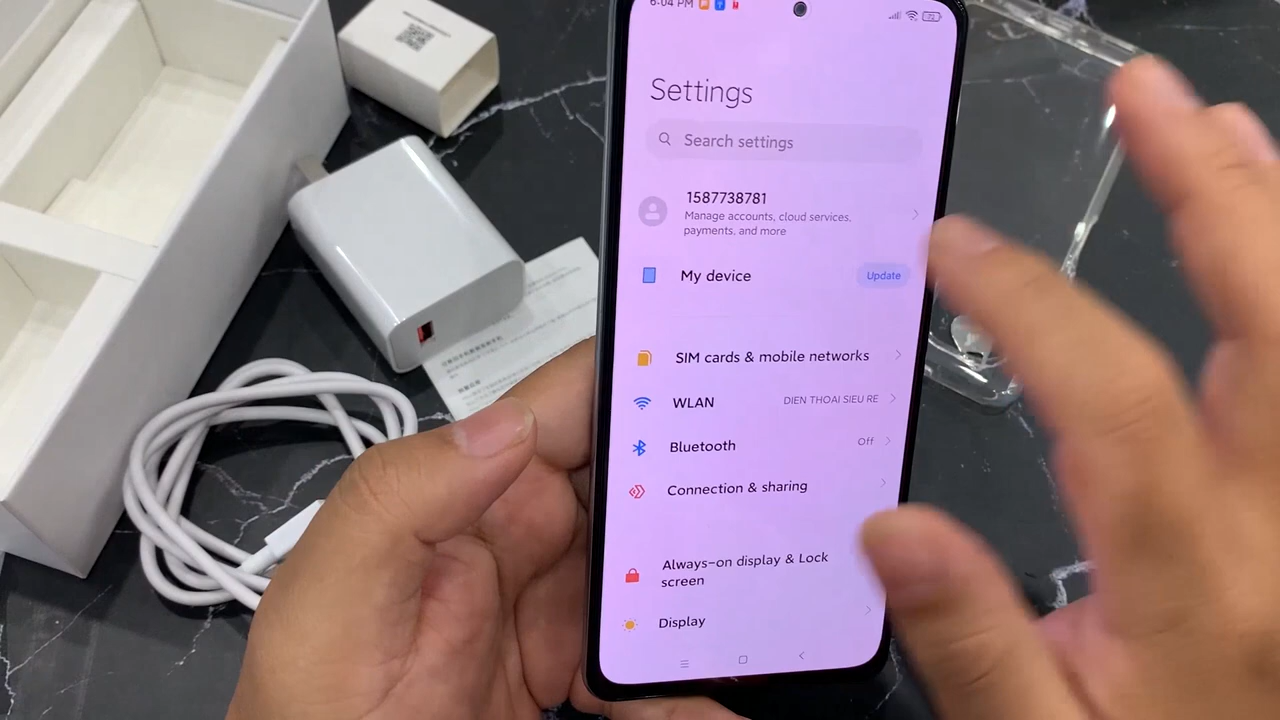 6:04 PM
72
Settings
Search settings
1587738781
Manage accounts, cloud services,
payments, and more
My device
Update
SIM cards & mobile networks
WLAN
DIEN THOAI SIEU RE
Bluetooth
Off
Connection & sharing
Always-on display & Lock
screen
Display